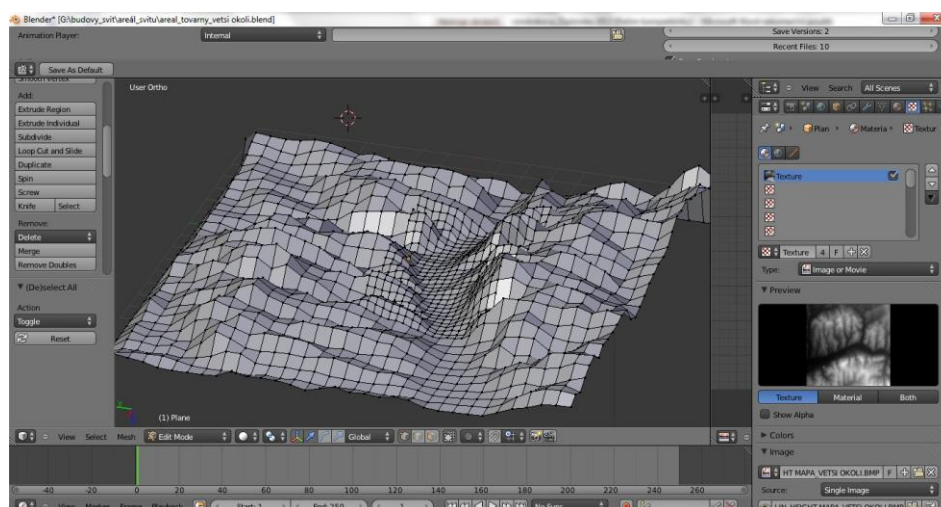 Blender* [G:\budovy_svit\areál_svitu\areal_tovarny_vetsi okoli.blend]
Animation Player:
Internal
Save Versions: 2
Recent Files: 10
Save As Default
View Search All Scenes
Smooth Vertex
Add:
Extrude Region
Extrude Individual
Subdivide
Loop Cut and Slide
Duplicate
Spin
Screw
Knife Select
Remove:
Delete
Merge
Remove Doubles
(De)select All
Action
Toggle
Reset
User Ortho
(1) Plane
Plan
Materia
Textur
Texture
Texture 4 F
Type: Image or Movie
Preview
Texture Material Both
Show Alpha
Colors
Image
HT MAPA_VETSI OKOLI.BMP F
Source: Single Image
View Select Mesh Edit Mode Global
-40 -20 0 20 40 60 80 100 120 140 160 180 200 220 240 260
View Marker Frame Playback Start: 1 End: 250 1 No Sync